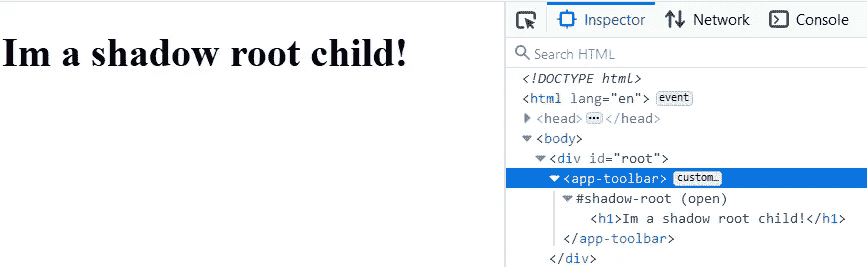 Im a shadow root child!
Inspector Network Console
Search HTML
<!DOCTYPE html>
<html lang="en"> event
<head> ••• </head>
<body>
<div id="root">
<app-toolbar> custom…
#shadow-root (open)
<h1>Im a shadow root child!</h1>
</app-toolbar>
</div>